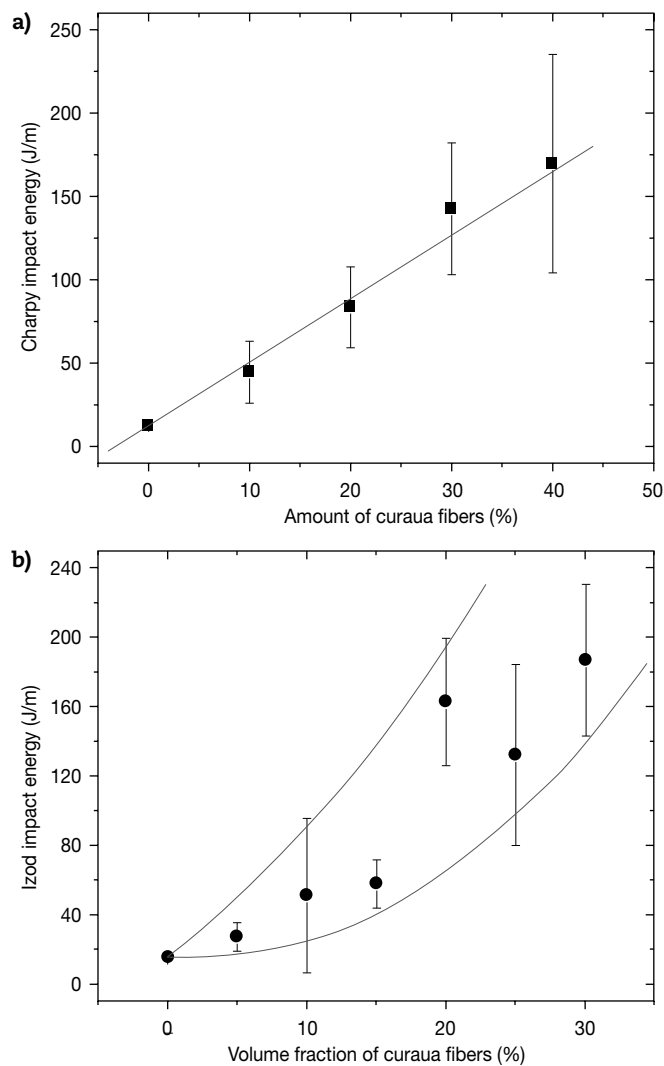 a)
250
200
150
100
50
0
Charpy impact energy (J/m)
0 10 20 30 40 50
Amount of curaua fibers (%)
b)
240
200
160
120
80
40
0
Izod impact energy (J/m)
0 10 20 30
Volume fraction of curaua fibers (%)